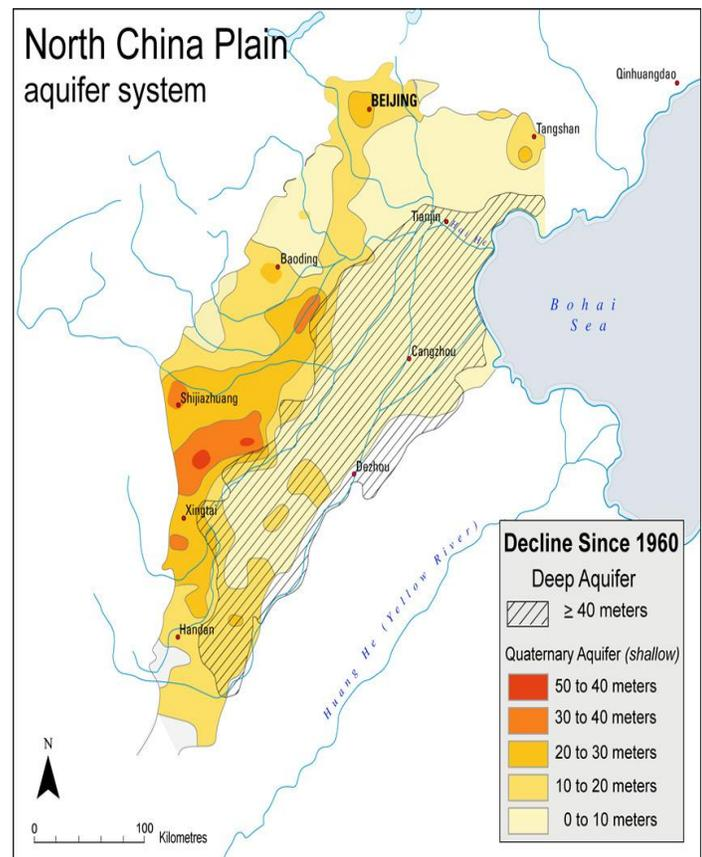 North China Plain
aquifer system
Qinhuangdao
BEIJING
Tangshan
Tianjin
Hai He
Baoding
Bohai
Sea
Cangzhou
Shijiazhuang
Dezhou
Xingtai
Huang He (Yellow River)
Handan
Decline Since 1960
Deep Aquifer
≥ 40 meters
Quaternary Aquifer (shallow)
50 to 40 meters
30 to 40 meters
20 to 30 meters
10 to 20 meters
0 to 10 meters
N
0 100
Kilometres